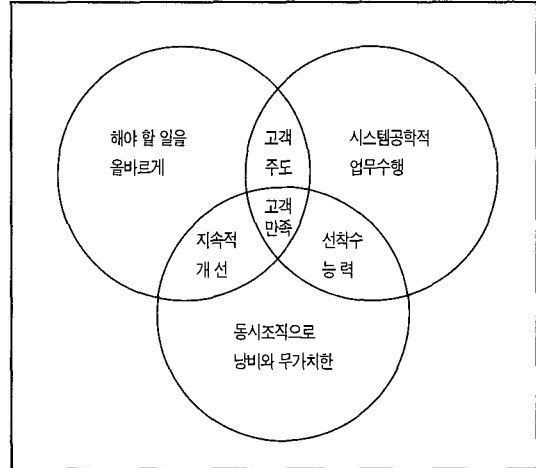 해야 할 일을
올바르게
고객
주도
시스템공학적
업무수행
고객
만족
지속적
개 선
선착수
능 력
동시조직으로
낭비와 무가치한